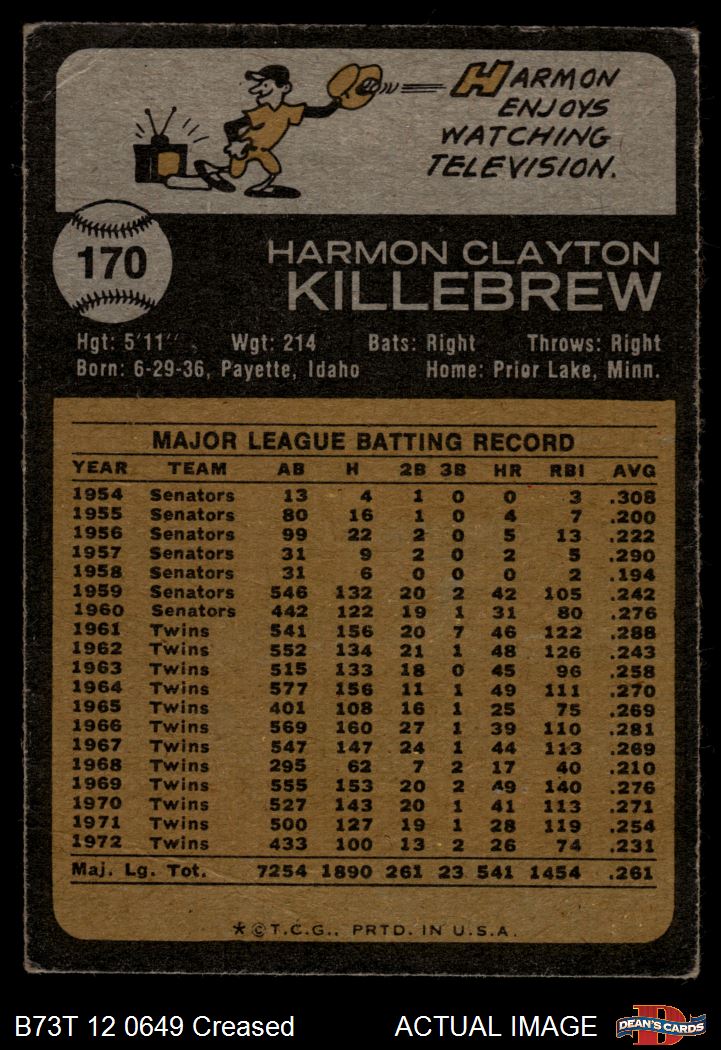 HARMON
ENJOYS
WATCHING
TELEVISION.
170
HARMON CLAYTON
KILLEBREW
Hgt: 5'11" Wgt: 214 Bats: Right Throws: Right
Born: 6-29-36, Payette, Idaho Home: Prior Lake, Minn.
MAJOR LEAGUE BATTING RECORD
YEAR TEAM AB H 2B 3B HR RBI AVG
1954 Senators 13 4 1 0 0 3 .308
1955 Senators 80 16 1 0 4 7 .200
1956 Senators 99 22 2 0 5 13 .222
1957 Senators 31 9 2 0 2 5 .290
1958 Senators 31 6 0 0 0 2 .194
1959 Senators 546 132 20 2 42 105 .242
1960 Senators 442 122 19 1 31 80 .276
1961 Twins 541 156 20 7 46 122 .288
1962 Twins 552 134 21 1 48 126 .243
1963 Twins 515 133 18 0 45 96 .258
1964 Twins 577 156 11 1 49 111 .270
1965 Twins 401 108 16 1 25 75 .269
1966 Twins 569 160 27 1 39 110 .281
1967 Twins 547 147 24 1 44 113 .269
1968 Twins 295 62 7 2 17 40 .210
1969 Twins 555 153 20 2 49 140 .276
1970 Twins 527 143 20 1 41 113 .271
1971 Twins 500 127 19 1 28 119 .254
1972 Twins 433 100 13 2 26 74 .231
Maj. Lg. Tot. 7254 1890 261 23 541 1454 .261
*©T.C.G., PRTD. IN U.S.A.
B73T 12 0649 Creased ACTUAL IMAGE DEAN'S CARDS